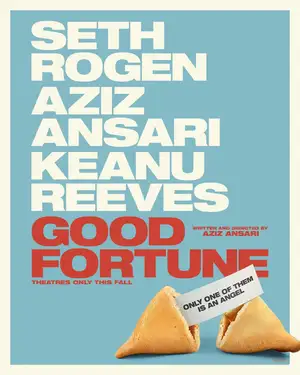 SETH
ROGEN
AZIZ
ANSARI
KEANU
REEVES
GOOD
FORTUNE
WRITTEN AND DIRECTED BY
AZIZ ANSARI
THEATRES ONLY THIS FALL
ONLY ONE OF THEM
IS AN ANGEL